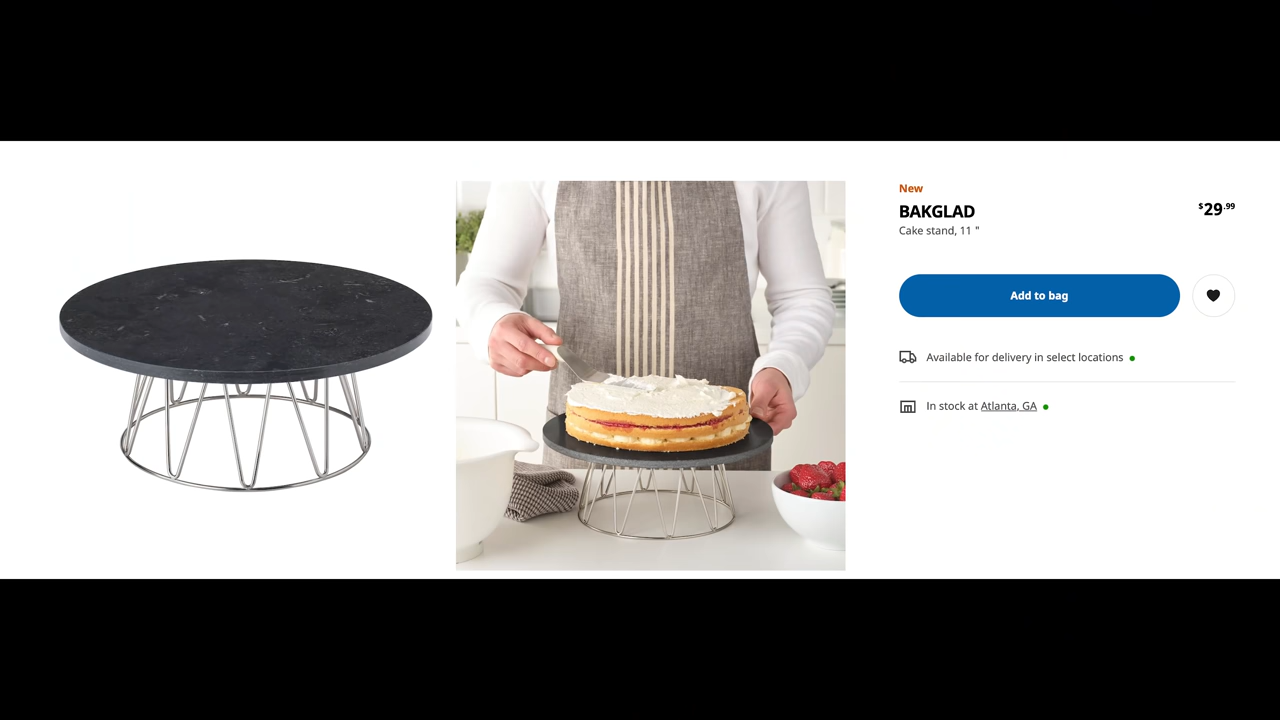 New
BAKGLAD
$29.99
Cake stand, 11 "
Add to bag
Available for delivery in select locations
In stock at Atlanta, GA